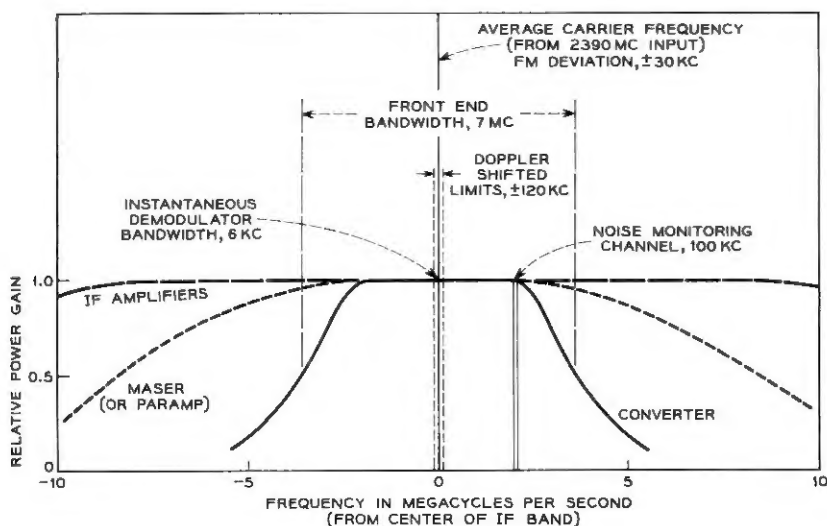 AVERAGE CARRIER FREQUENCY
(FROM 2390 MC INPUT)
FM DEVIATION, ±30 KC
FRONT END
BANDWIDTH, 7 MC
DOPPLER
SHIFTED
LIMITS, ±120 KC
INSTANTANEOUS
DEMODULATOR
BANDWIDTH, 6 KC
NOISE MONITORING
CHANNEL, 100 KC
RELATIVE POWER GAIN
1.0
0.5
0
IF AMPLIFIERS
MASER
(OR PARAMP)
CONVERTER
-10
-5
0
5
10
FREQUENCY IN MEGACYCLES PER SECOND
(FROM CENTER OF IF BAND)